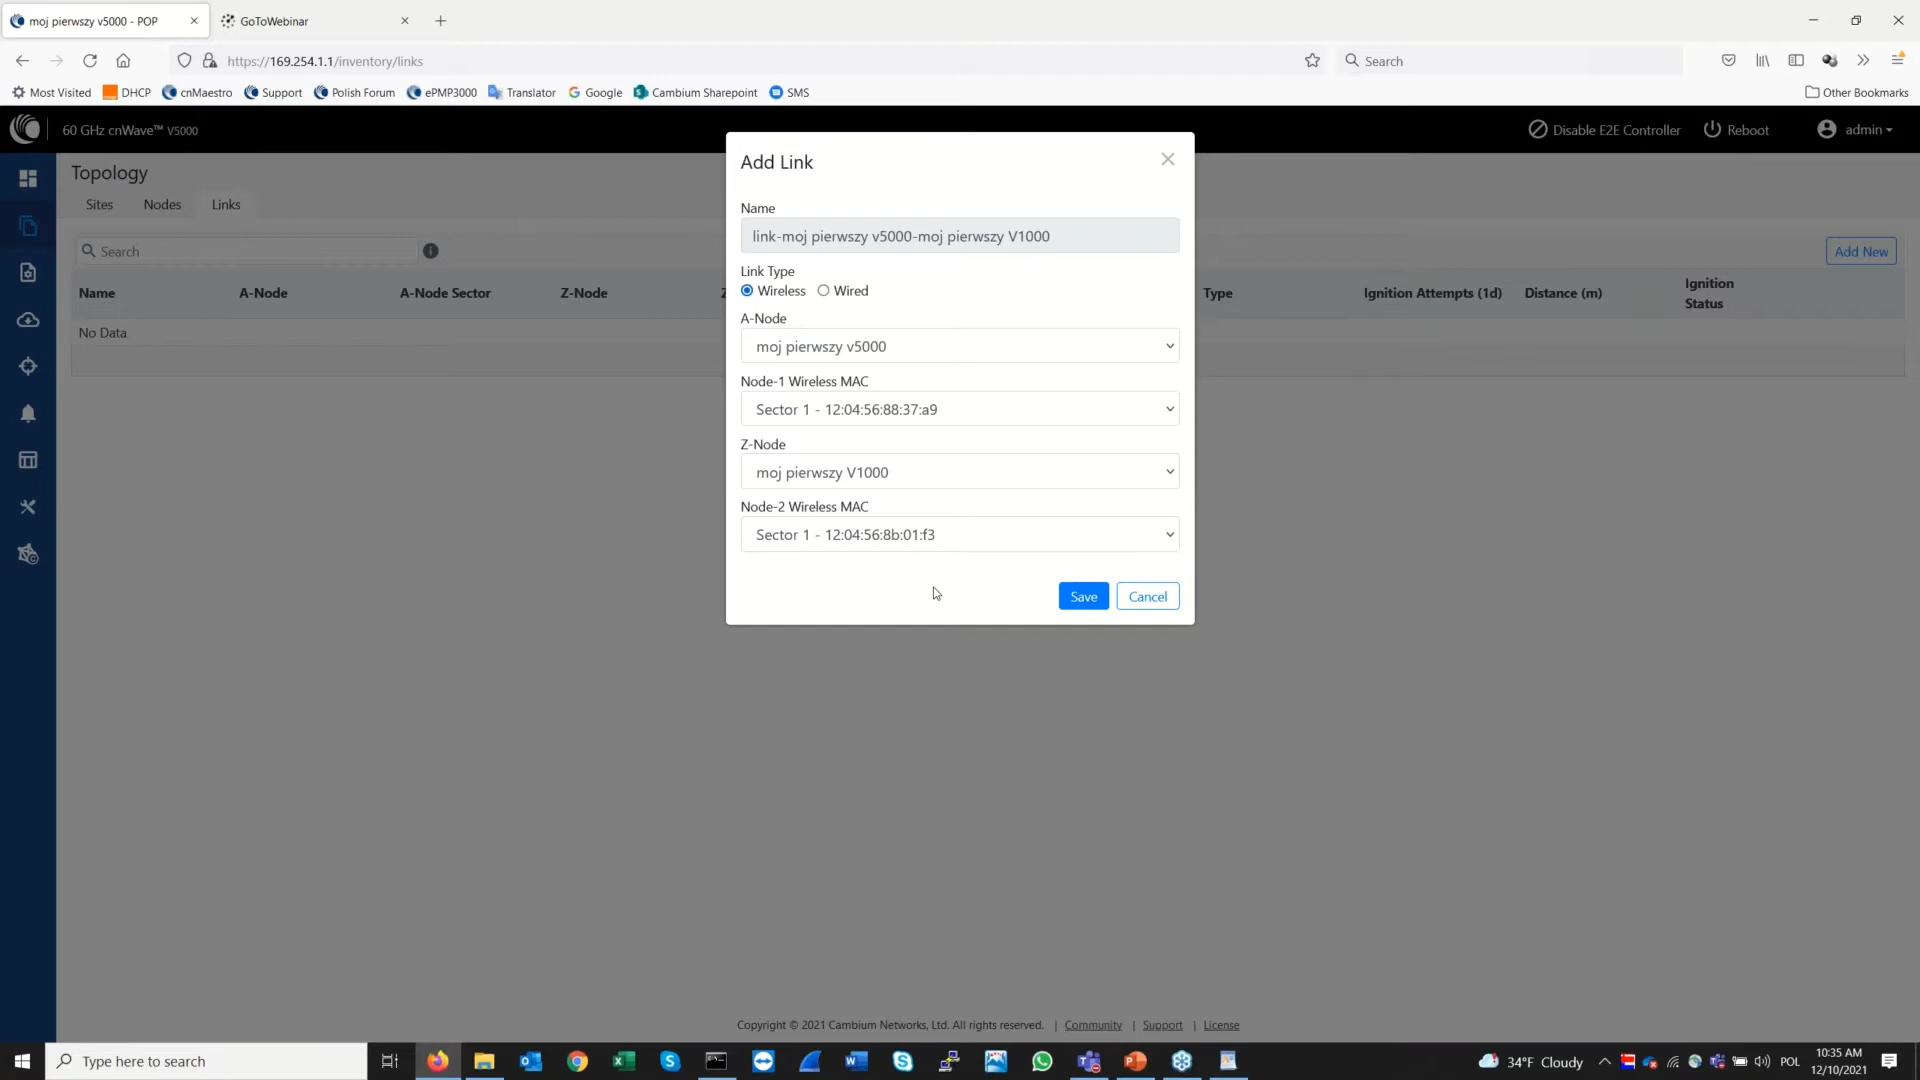 moj pierwszy v5000 - POP
GoToWebinar
https://169.254.1.1/inventory/links
Search
Most Visited
DHCP
cnMaestro
Support
Polish Forum
ePMP3000
Translator
Google
Cambium Sharepoint
SMS
Other Bookmarks
60 GHz cnWave™ V5000
Disable E2E Controller
Reboot
admin
Topology
Sites
Nodes
Links
Search
Add New
Name
A-Node
A-Node Sector
Z-Node
Z
Type
Ignition Attempts (1d)
Distance (m)
Ignition
Status
No Data
Add Link
Name
link-moj pierwszy v5000-moj pierwszy V1000
Link Type
Wireless
Wired
A-Node
moj pierwszy v5000
Node-1 Wireless MAC
Sector 1 - 12:04:56:88:37:a9
Z-Node
moj pierwszy V1000
Node-2 Wireless MAC
Sector 1 - 12:04:56:8b:01:f3
Save
Cancel
Copyright © 2021 Cambium Networks, Ltd. All rights reserved. | Community | Support | License
Type here to search
34°F Cloudy
POL
10:35 AM
12/10/2021